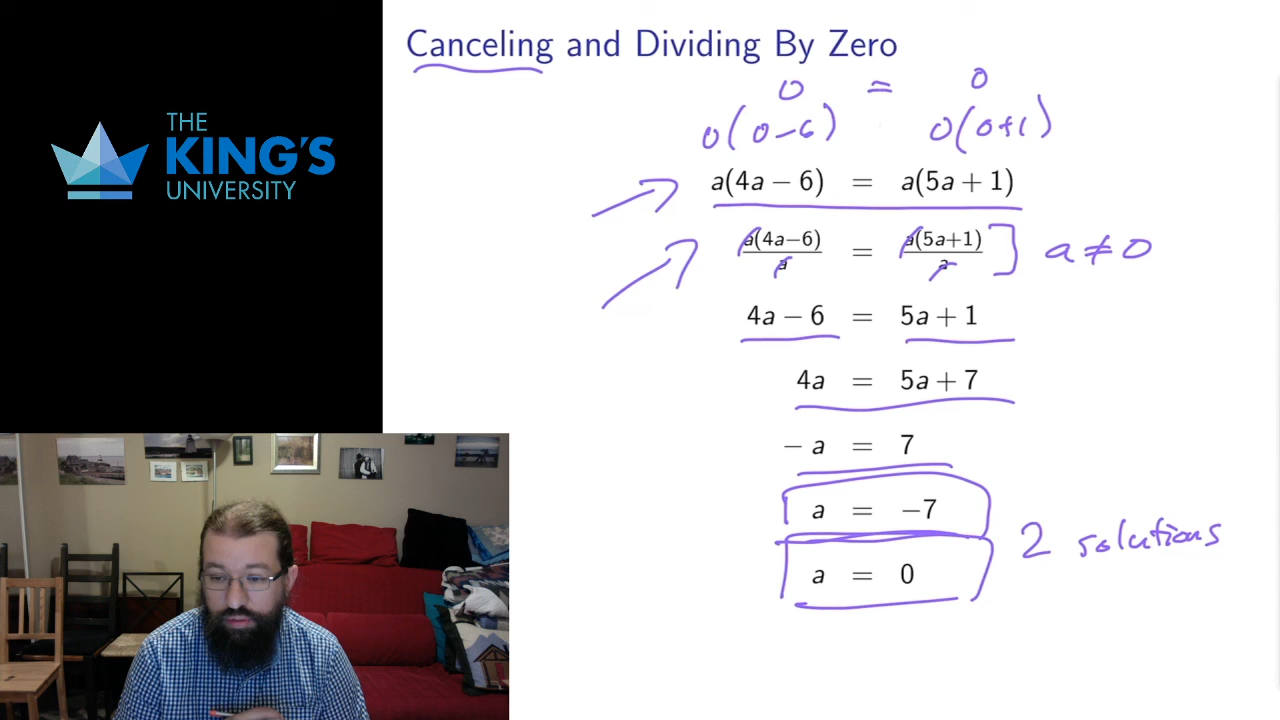 THE
KING'S
UNIVERSITY
Canceling and Dividing By Zero
0 = 0
0(0-6) 0(0+1)
a(4a − 6) = a(5a + 1)
a(4a−6)/a = a(5a+1)/a ] a ≠ 0
4a − 6 = 5a + 1
4a = 5a + 7
− a = 7
a = −7
2 solutions
a = 0